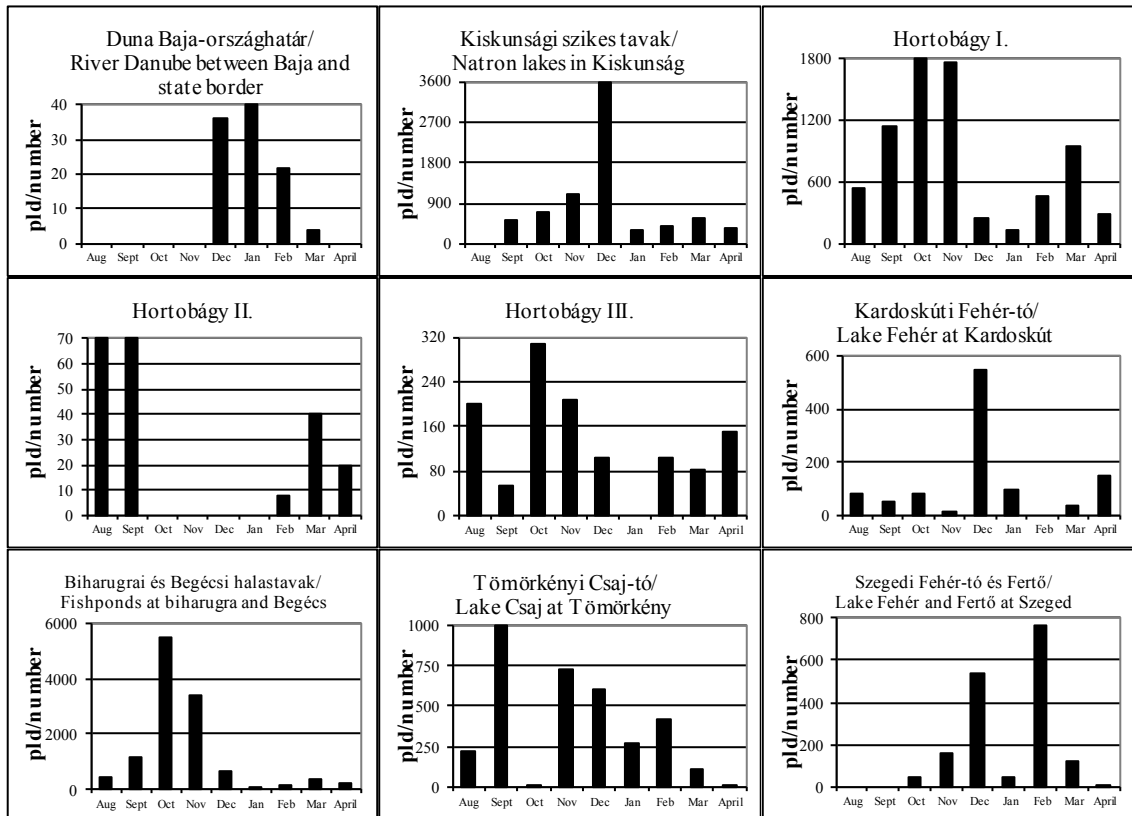 Duna Baja-országhatár/
River Danube between Baja and
state border
pld/number
40
30
20
10
0
Aug Sept Oct Nov Dec Jan Feb Mar April
Kiskunsági szikes tavak/
Natron lakes in Kiskunság
pld/number
3600
2700
1800
900
0
Aug Sept Oct Nov Dec Jan Feb Mar April
Hortobágy I.
pld/number
1800
1200
600
0
Aug Sept Oct Nov Dec Jan Feb Mar April
Hortobágy II.
pld/number
70
60
50
40
30
20
10
0
Aug Sept Oct Nov Dec Jan Feb Mar April
Hortobágy III.
pld/number
320
240
160
80
0
Aug Sept Oct Nov Dec Jan Feb Mar April
Kardoskúti Fehér-tó/
Lake Fehér at Kardoskút
pld/number
600
400
200
0
Aug Sept Oct Nov Dec Jan Feb Mar April
Biharugrai és Begécsi halastavak/
Fishponds at biharugra and Begécs
pld/number
6000
4000
2000
0
Aug Sept Oct Nov Dec Jan Feb Mar April
Tömörkényi Csaj-tó/
Lake Csaj at Tömörkény
pld/number
1000
750
500
250
0
Aug Sept Oct Nov Dec Jan Feb Mar April
Szegedi Fehér-tó és Fertő/
Lake Fehér and Fertő at Szeged
pld/number
800
600
400
200
0
Aug Sept Oct Nov Dec Jan Feb Mar April